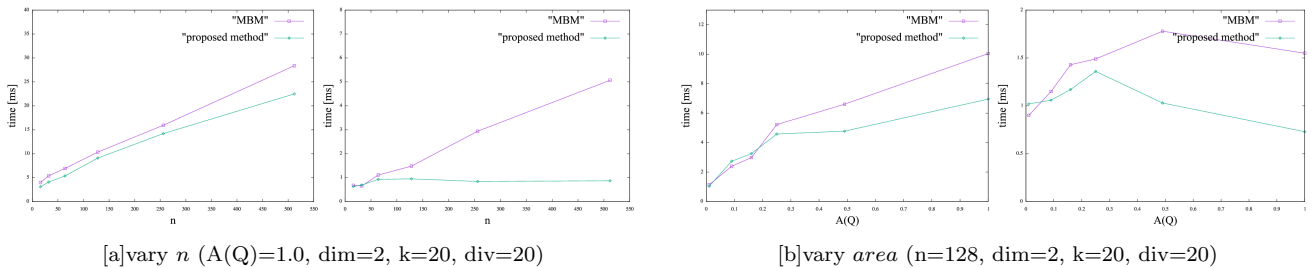 40
35
30
25
20
15
10
5
0
time [ms]
"MBM"
"proposed method"
0 50 100 150 200 250 300 350 400 450 500 550
n
8
7
6
5
4
3
2
1
0
time [ms]
"MBM"
"proposed method"
0 50 100 150 200 250 300 350 400 450 500 550
n
12
10
8
6
4
2
0
time [ms]
"MBM"
"proposed method"
0 0.1 0.2 0.3 0.4 0.5 0.6 0.7 0.8 0.9 1
A(Q)
2
1.5
1
0.5
0
time [ms]
"MBM"
"proposed method"
0 0.1 0.2 0.3 0.4 0.5 0.6 0.7 0.8 0.9 1
A(Q)
[a]vary n (A(Q)=1.0, dim=2, k=20, div=20)
[b]vary area (n=128, dim=2, k=20, div=20)